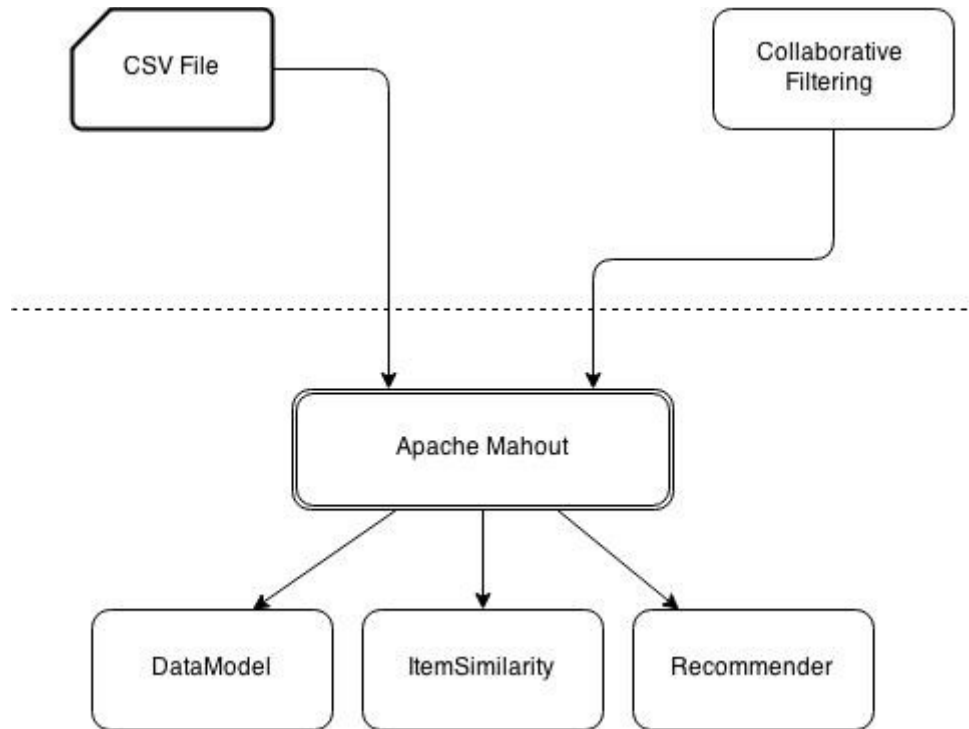 CSV File
Collaborative
Filtering
Apache Mahout
DataModel
ItemSimilarity
Recommender